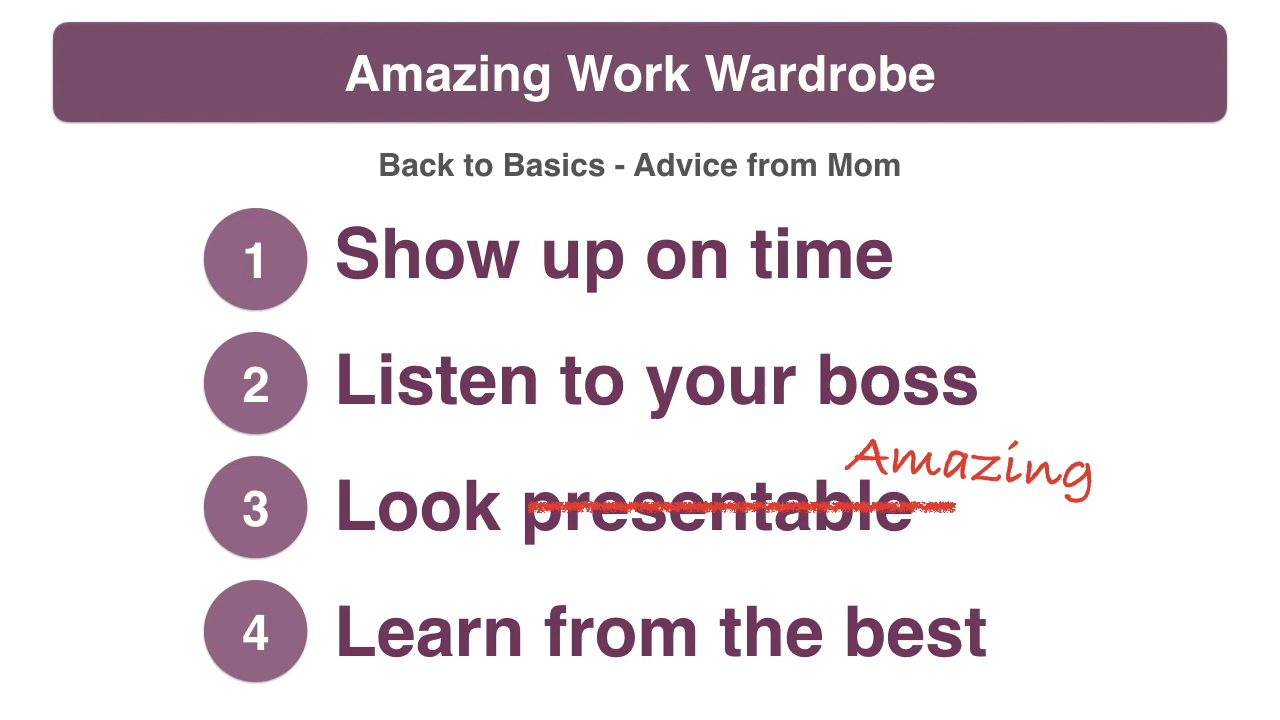 Amazing Work Wardrobe
Back to Basics - Advice from Mom
1 Show up on time
2 Listen to your boss
Amazing
3 Look presentable
4 Learn from the best